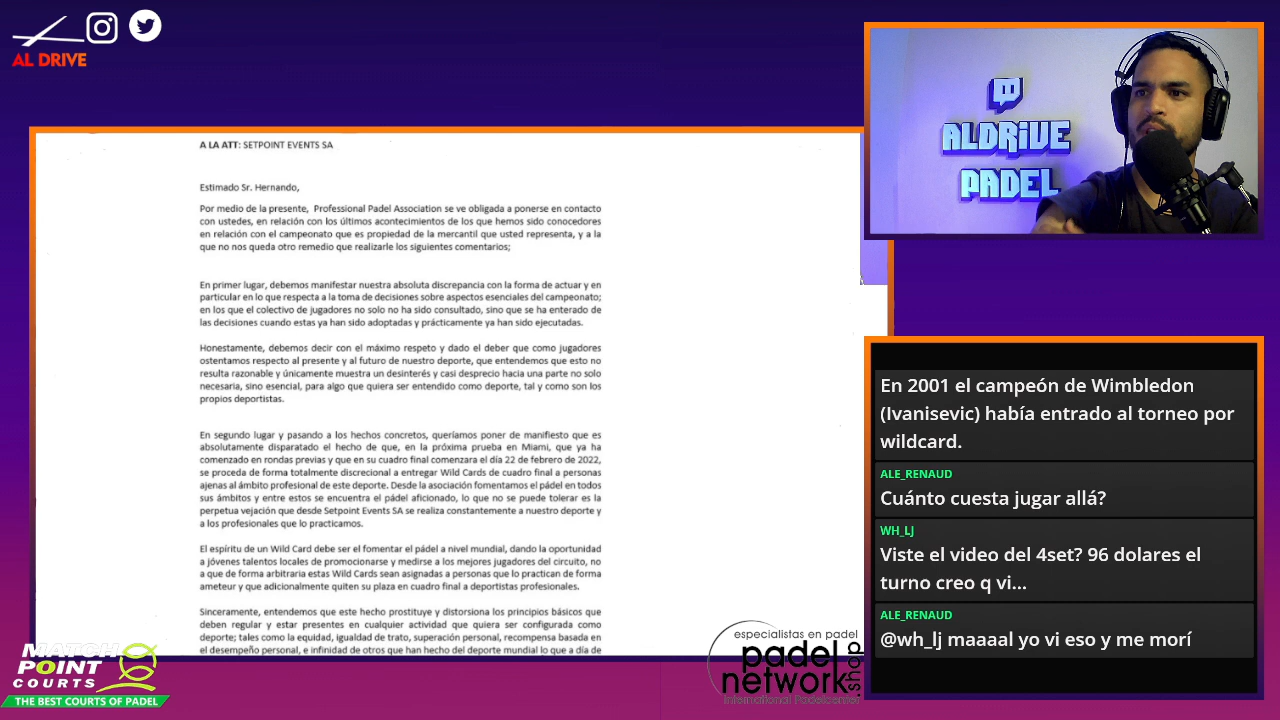 AL DRIVE
A LA ATT: SETPOINT EVENTS SA
Estimado Sr. Hernando,
Por medio de la presente, Professional Padel Association se ve obligada a ponerse en contacto
con ustedes, en relación con los últimos acontecimientos de los que hemos sido conocedores
en relación con el campeonato que es propiedad de la mercantil que usted representa, y a la
que no nos queda otro remedio que realizarle los siguientes comentarios;
En primer lugar, debemos manifestar nuestra absoluta discrepancia con la forma de actuar y en
particular en lo que respecta a la toma de decisiones sobre aspectos esenciales del campeonato;
en los que el colectivo de jugadores no solo no ha sido consultado, sino que se ha enterado de
las decisiones cuando estas ya han sido adoptadas y prácticamente ya han sido ejecutadas.
Honestamente, debemos decir con el máximo respeto y dado el deber que como jugadores
ostentamos respecto al presente y al futuro de nuestro deporte, que entendemos que esto no
resulta razonable y únicamente muestra un desinterés y casi desprecio hacia una parte no solo
necesaria, sino esencial, para algo que quiera ser entendido como deporte, tal y como son los
propios deportistas.
En segundo lugar y pasando a los hechos concretos, queríamos poner de manifiesto que es
absolutamente disparatado el hecho de que, en la próxima prueba en Miami, que ya ha
comenzado en rondas previas y que en su cuadro final comenzara el día 22 de febrero de 2022,
se proceda de forma totalmente discrecional a entregar Wild Cards de cuadro final a personas
ajenas al ámbito profesional de este deporte. Desde la asociación fomentamos el pádel en todos
sus ámbitos y entre estos se encuentra el pádel aficionado, lo que no se puede tolerar es la
perpetua vejación que desde Setpoint Events SA se realiza constantemente a nuestro deporte y
a los profesionales que lo practicamos.
El espíritu de un Wild Card debe ser el fomentar el pádel a nivel mundial, dando la oportunidad
a jóvenes talentos locales de promocionarse y medirse a los mejores jugadores del circuito, no
a que de forma arbitraria estas Wild Cards sean asignadas a personas que lo practican de forma
ameteur y que adicionalmente quiten su plaza en cuadro final a deportistas profesionales.
Sinceramente, entendemos que este hecho prostituye y distorsiona los principios básicos que
deben regular y estar presentes en cualquier actividad que quiera ser configurada como
deporte; tales como la equidad, igualdad de trato, superación personal, recompensa basada en
el desempeño personal, e infinidad de otros que han hecho del deporte mundial lo que a día de
ALDRIVE
PADEL
En 2001 el campeón de Wimbledon
(Ivanisevic) había entrado al torneo por
wildcard.
ALE_RENAUD
Cuánto cuesta jugar allá?
WH_LJ
Viste el video del 4set? 96 dolares el
turno creo q vi...
ALE_RENAUD
@wh_lj maaaal yo vi eso y me morí
MATCH
POINT
COURTS
THE BEST COURTS OF PADEL
especialistas en padel
padel
network
.shop
International Padelcenter